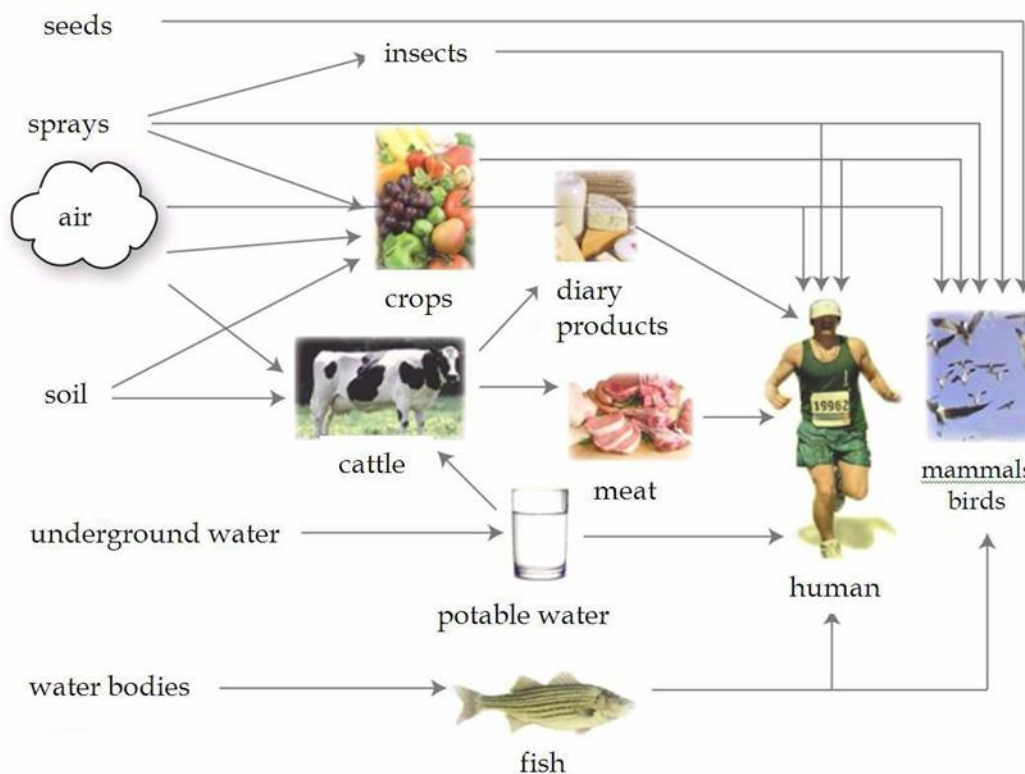 seeds
insects
sprays
air
crops
diary
products
soil
cattle
19962
meat
mammals
birds
underground water
human
potable water
water bodies
fish